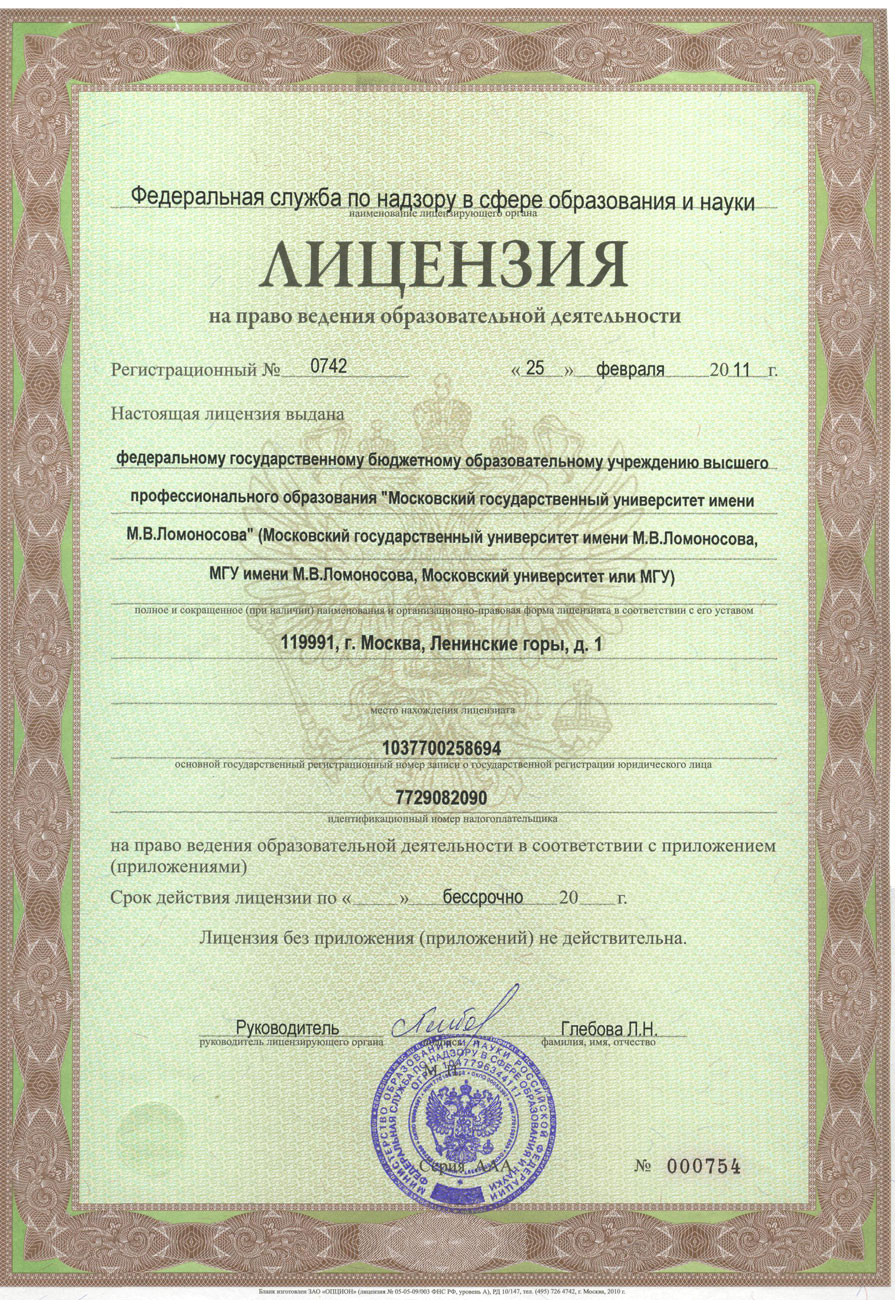 Федеральная служба по надзору в сфере образования и науки
наименование лицензирующего органа
ЛИЦЕНЗИЯ
на право ведения образовательной деятельности
Регистрационный № 0742 « 25 » февраля 20 11 г.
Настоящая лицензия выдана
федеральному государственному бюджетному образовательному учреждению высшего
профессионального образования "Московский государственный университет имени
М.В.Ломоносова" (Московский государственный университет имени М.В.Ломоносова,
МГУ имени М.В.Ломоносова, Московский университет или МГУ)
полное и сокращенное (при наличии) наименования и организационно-правовая форма лицензиата в соответствии с его уставом
119991, г. Москва, Ленинские горы, д. 1
место нахождения лицензиата
1037700258694
основной государственный регистрационный номер записи о государственной регистрации юридического лица
7729082090
идентификационный номер налогоплательщика
на право ведения образовательной деятельности в соответствии с приложением
(приложениями)
Срок действия лицензии по « » бессрочно 20 г.
Лицензия без приложения (приложений) не действительна.
Руководитель Глебова Л.Н.
руководитель лицензирующего органа подпись фамилия, имя, отчество
М.П.
МИНИСТЕРСТВО ОБРАЗОВАНИЯ И НАУКИ РОССИЙСКОЙ ФЕДЕРАЦИИ
ФЕДЕРАЛЬНАЯ СЛУЖБА ПО НАДЗОРУ В СФЕРЕ ОБРАЗОВАНИЯ И НАУКИ
ОГРН 1047796344111
Серия ААА № 000754
Бланк изготовлен ЗАО «ОПЦИОН» (лицензия № 05-05-09/003 ФНС РФ, уровень А), РД 10/147, тел. (495) 726 4742, г. Москва, 2010 г.